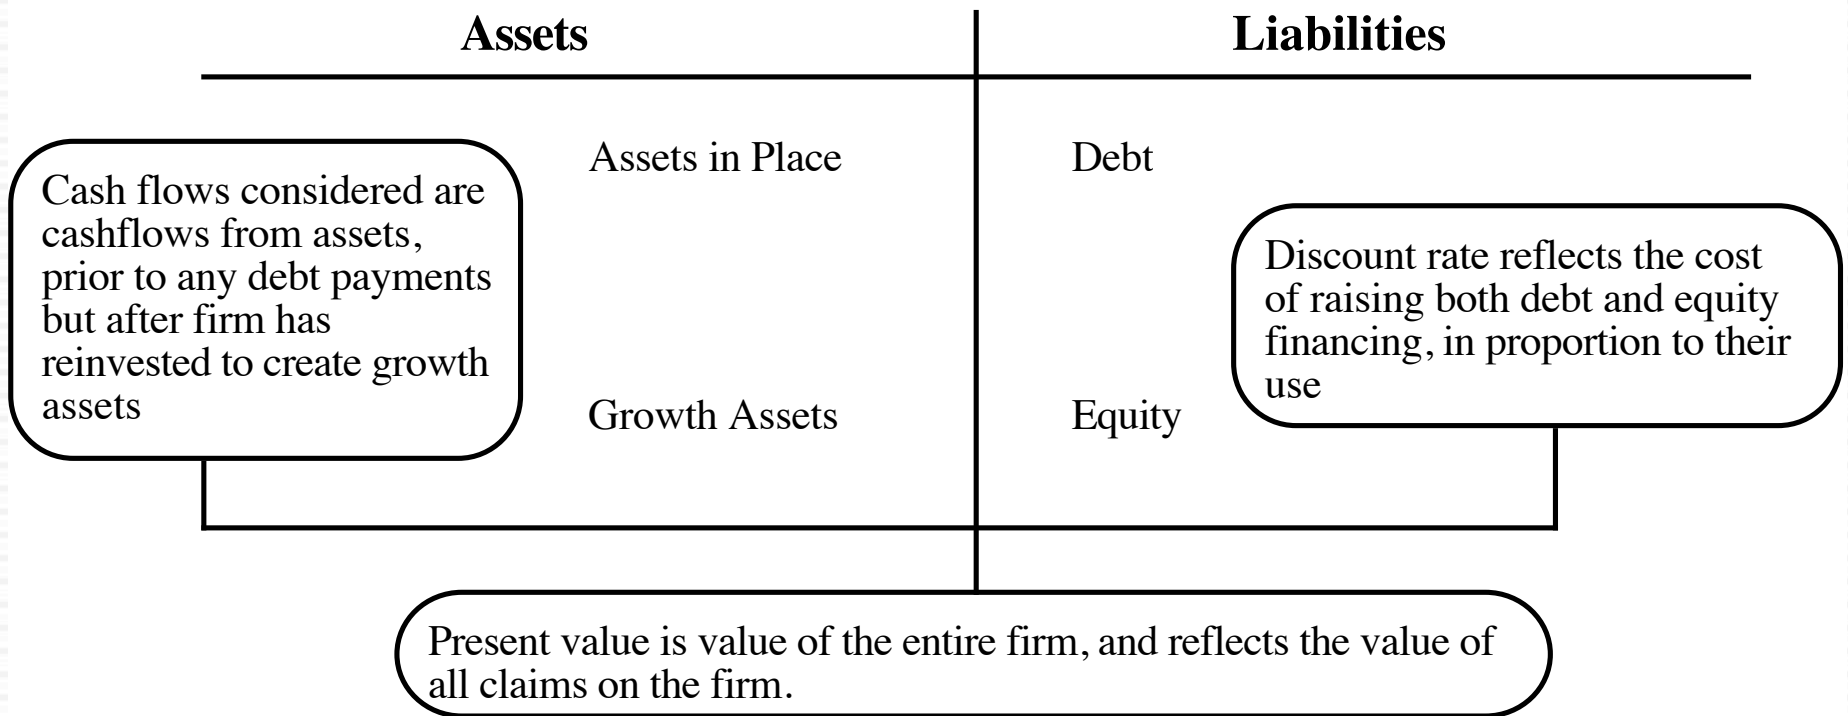 Assets
Liabilities
Assets in Place
Debt
Cash flows considered are
cashflows from assets,
prior to any debt payments
but after firm has
reinvested to create growth
assets
Discount rate reflects the cost
of raising both debt and equity
financing, in proportion to their
use
Growth Assets
Equity
Present value is value of the entire firm, and reflects the value of
all claims on the firm.